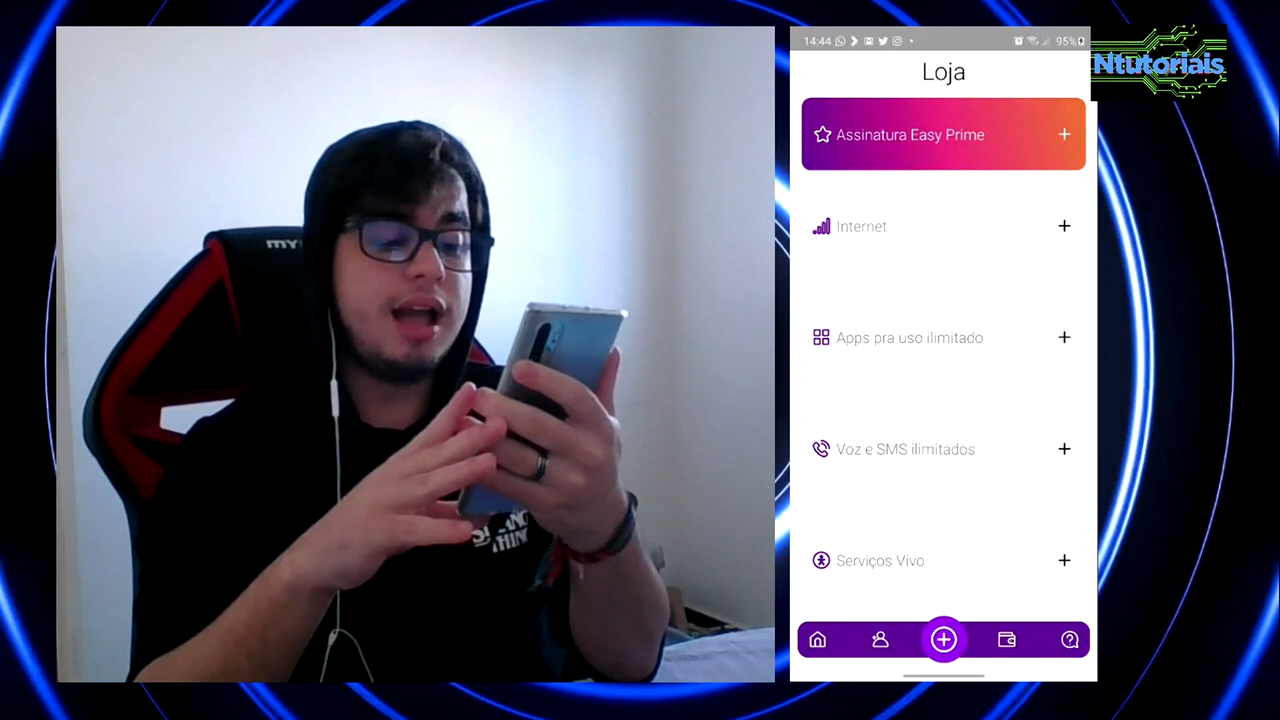 14:44
95%
Ntutoriais
Loja
Assinatura Easy Prime
Internet
Apps pra uso ilimitado
Voz e SMS ilimitados
Serviços Vivo